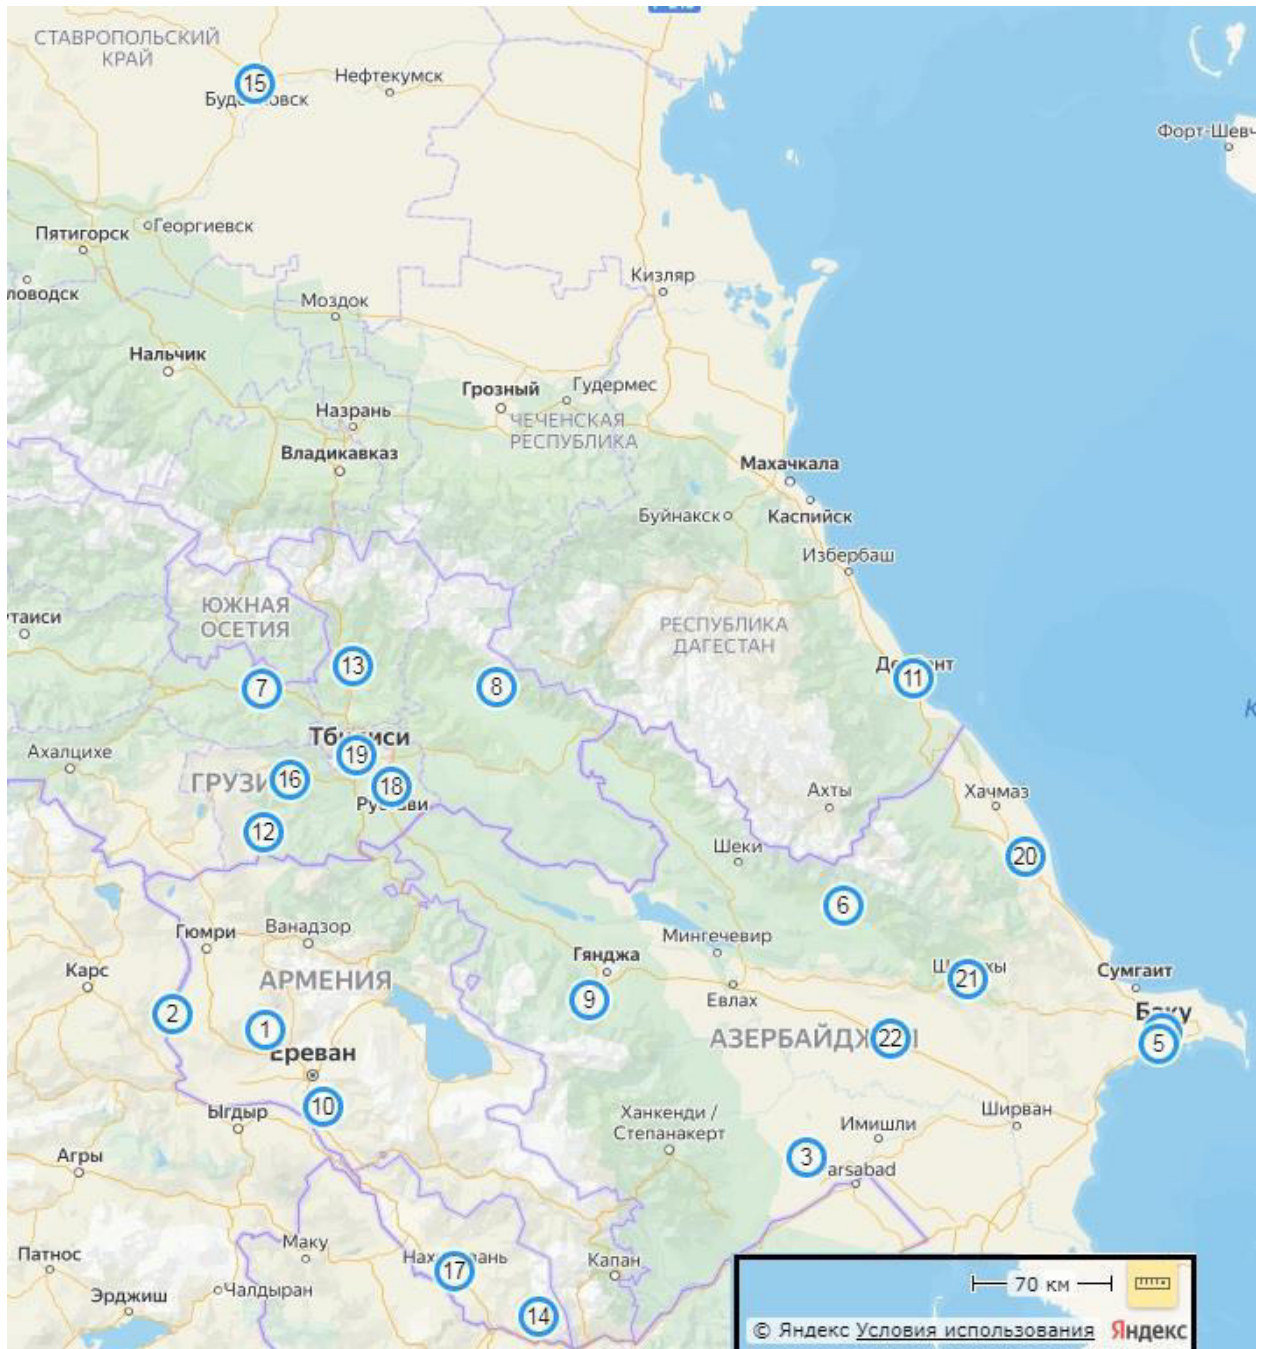 СТАВРОПОЛЬСКИЙ
КРАЙ
15
Нефтекумск
Форт-Шевч
Георгиевск
Пятигорск
ловодск
Кизляр
Моздок
Нальчик
Грозный
Гудермес
ЧЕЧЕНСКАЯ
РЕСПУБЛИКА
Назрань
Владикавказ
Махачкала
Буйнакск
Каспийск
Избербаш
ЮЖНАЯ
ОСЕТИЯ
утаиси
РЕСПУБЛИКА
ДАГЕСТАН
13
7
8
11
К
Ахалцихе
19
16
18
12
Ахты
Хачмаз
Шеки
20
6
Гюмри
Ванадзор
Мингечевир
Карс
АРМЕНИЯ
Гянджа
Сумгаит
21
9
Евлах
2
1
Ереван
22
5
10
Ыгдыр
Ханкенди /
Степанакерт
Имишли
Ширван
3
arsabad
Агры
Маку
Капан
17
Патнос
Чалдыран
Эрджиш
14
70 км
© Яндекс Условия использования Яндекс